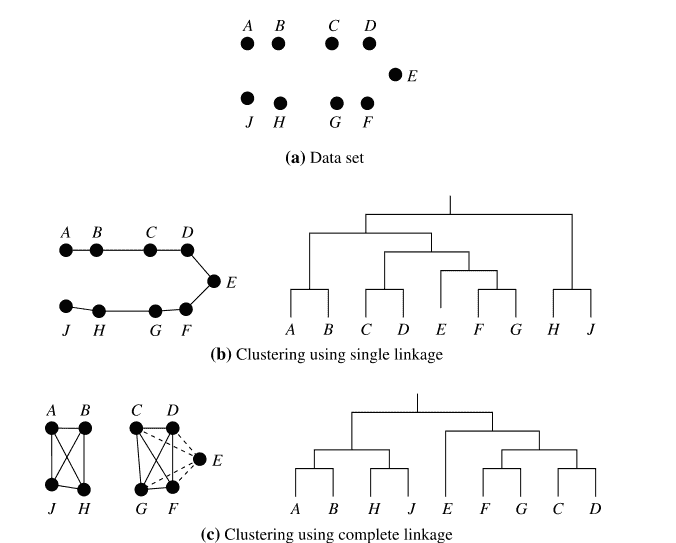 A B C D
E
J H G F
(a) Data set
A B C D
E
J H G F
A B C D E F G H J
(b) Clustering using single linkage
A B C D
E
J H G F
A B H J E F G C D
(c) Clustering using complete linkage